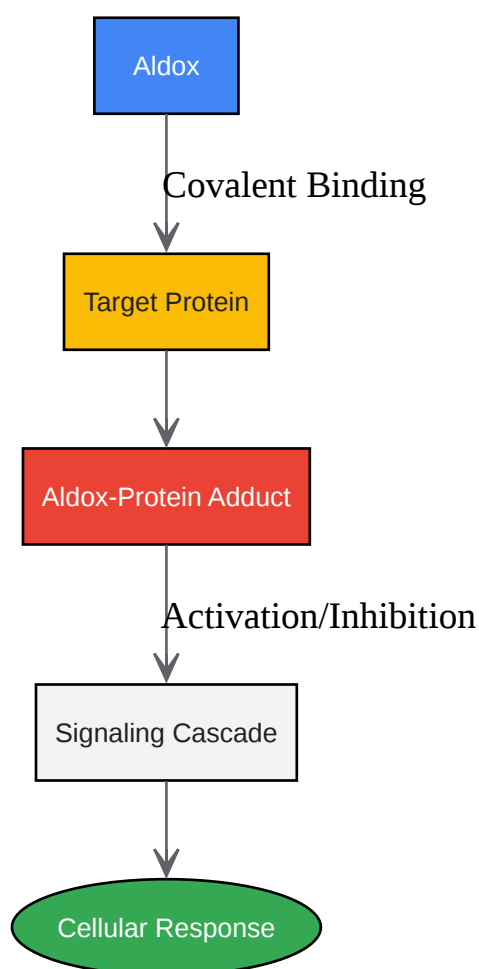 Aldox
Covalent Binding
Target Protein
Aldox-Protein Adduct
Activation/Inhibition
Signaling Cascade
Cellular Response